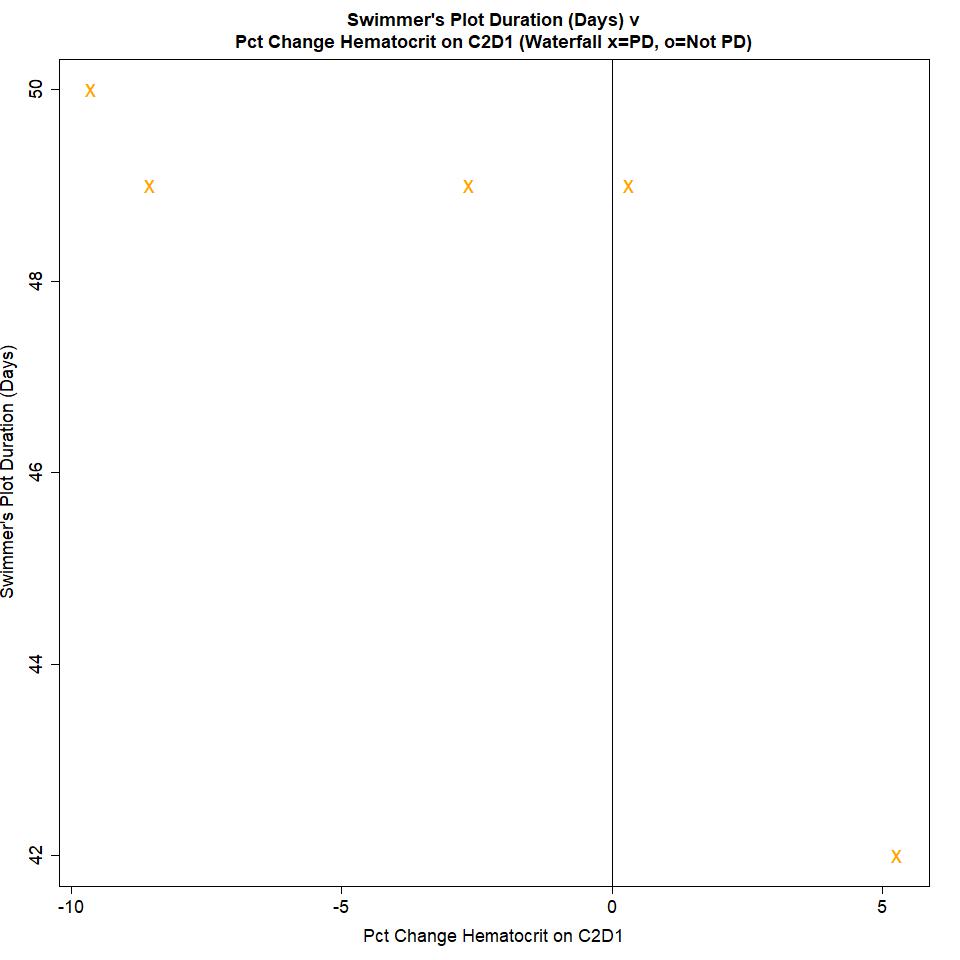 Swimmer's Plot Duration (Days) v
Pct Change Hematocrit on C2D1 (Waterfall x=PD, o=Not PD)
Swimmer's Plot Duration (Days)
50
48
46
44
42
X
X X X
X
-10 -5 0 5
Pct Change Hematocrit on C2D1